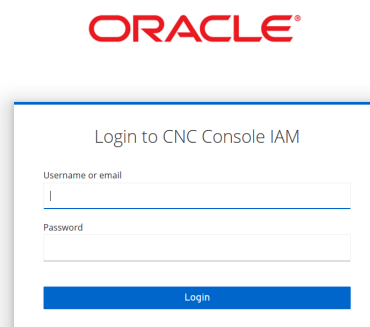 ORACLE®
Login to CNC Console IAM
Username or email
Password
Login